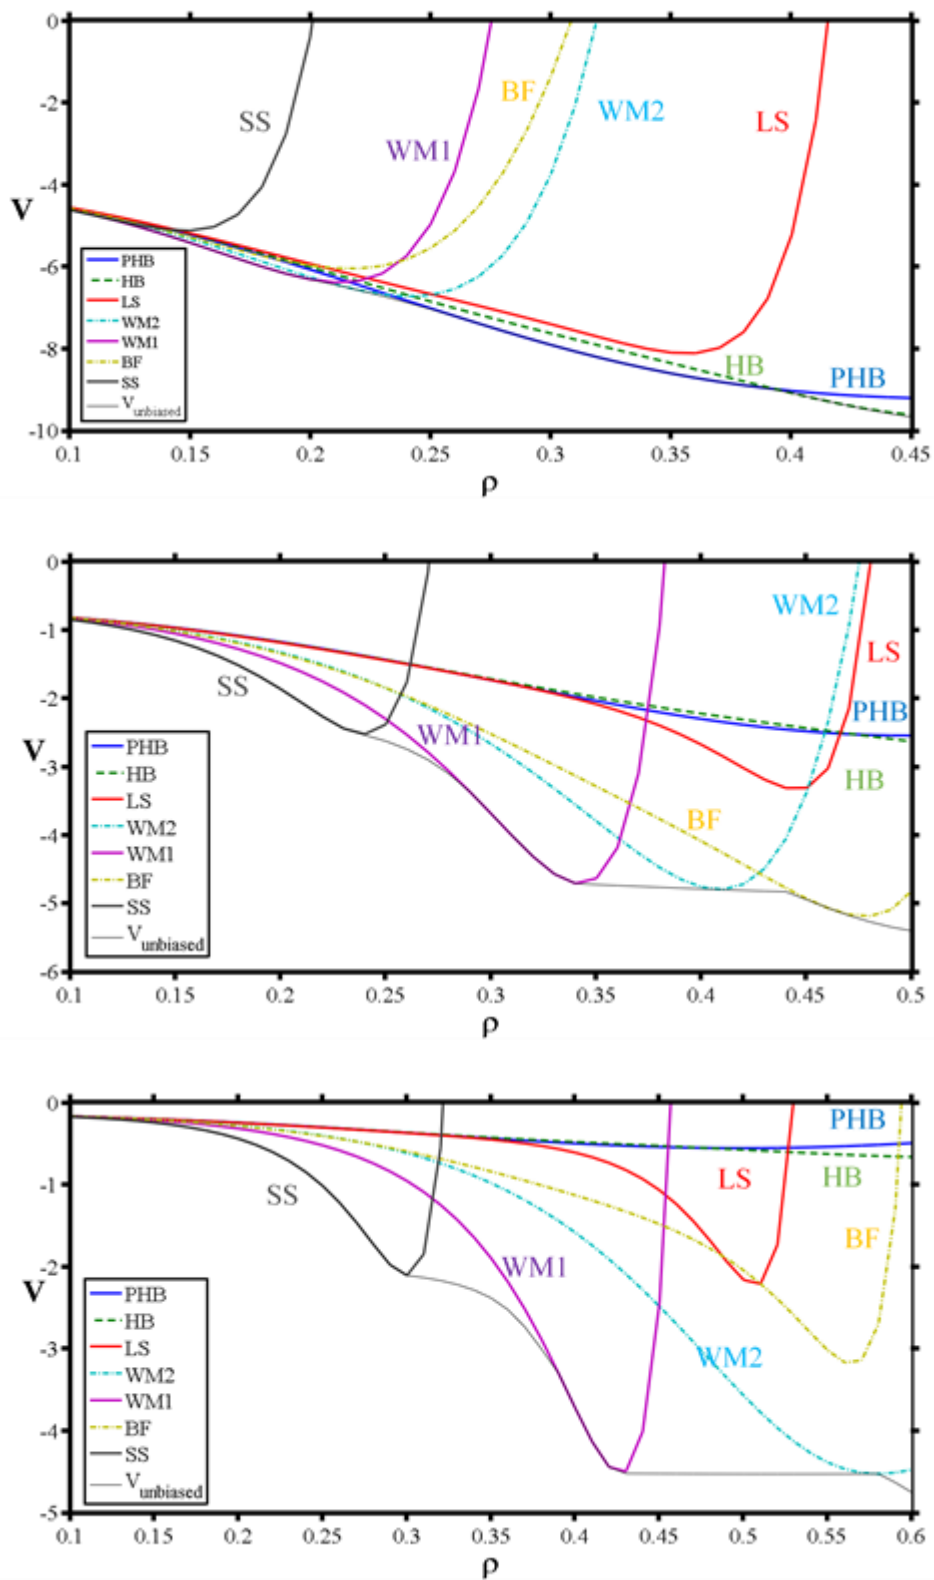 0
-2
-4
-6
-8
-10
V
SS
WM1
BF
WM2
LS
HB
PHB
PHB
HB
LS
WM2
WM1
BF
SS
V unbiased
0.1 0.15 0.2 0.25 0.3 0.35 0.4 0.45
ρ
0
-1
-2
-3
-4
-5
-6
V
SS
WM1
BF
WM2
LS
PHB
HB
PHB
HB
LS
WM2
WM1
BF
SS
V unbiased
0.1 0.15 0.2 0.25 0.3 0.35 0.4 0.45 0.5
ρ
0
-1
-2
-3
-4
-5
V
SS
WM1
LS
WM2
PHB
HB
BF
PHB
HB
LS
WM2
WM1
BF
SS
V unbiased
0.1 0.15 0.2 0.25 0.3 0.35 0.4 0.45 0.5 0.55 0.6
ρ